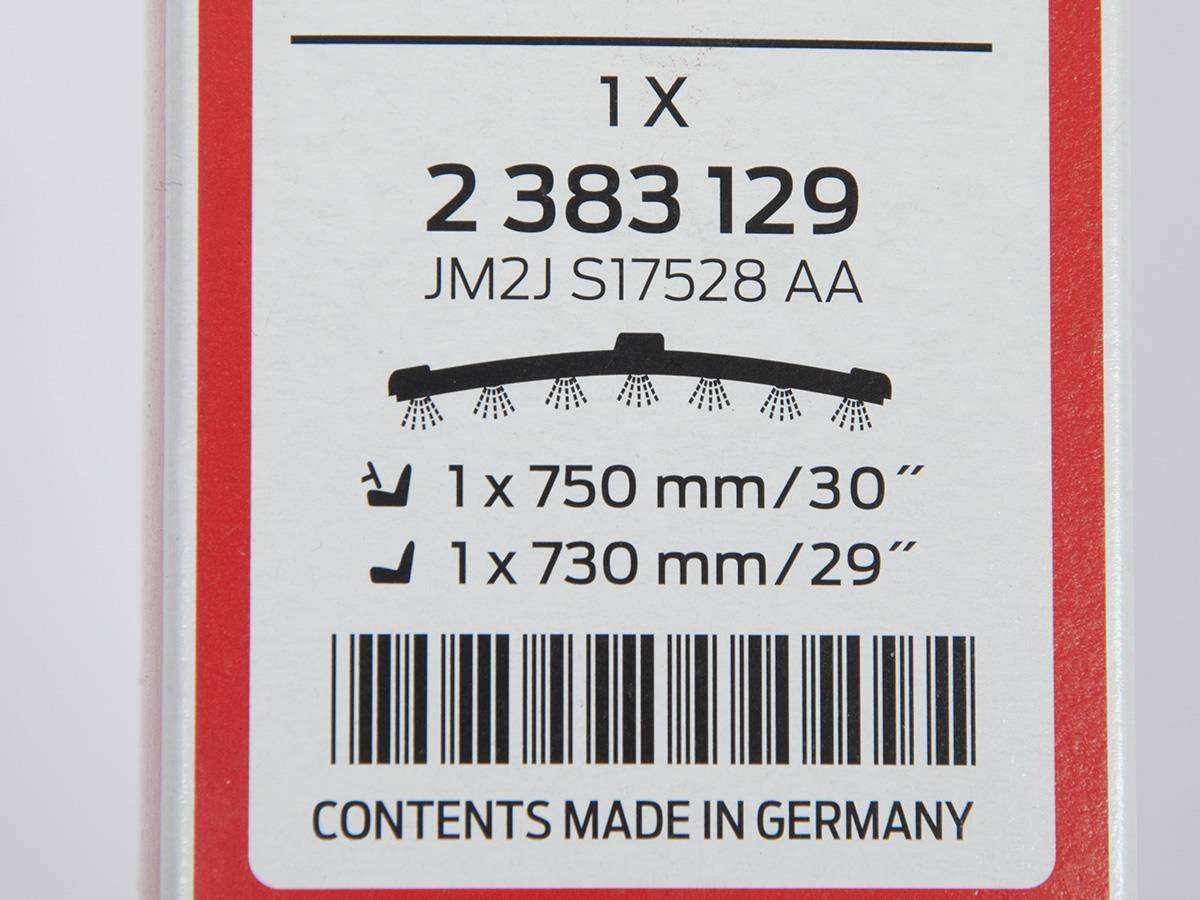 1 X
2 383 129
JM2J S17528 AA
1 x 750 mm/30″
1 x 730 mm/29″
CONTENTS MADE IN GERMANY